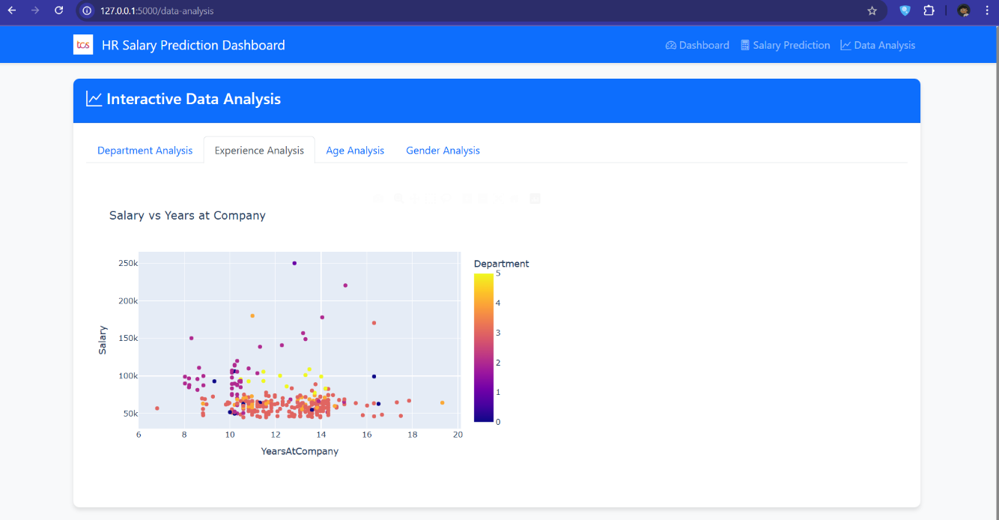 127.0.0.1:5000/data-analysis
tcs HR Salary Prediction Dashboard Dashboard Salary Prediction Data Analysis
Interactive Data Analysis
Department Analysis Experience Analysis Age Analysis Gender Analysis
Salary vs Years at Company
Department
250k
200k
150k
100k
50k
Salary
6 8 10 12 14 16 18 20
YearsAtCompany
5
4
3
2
1
0